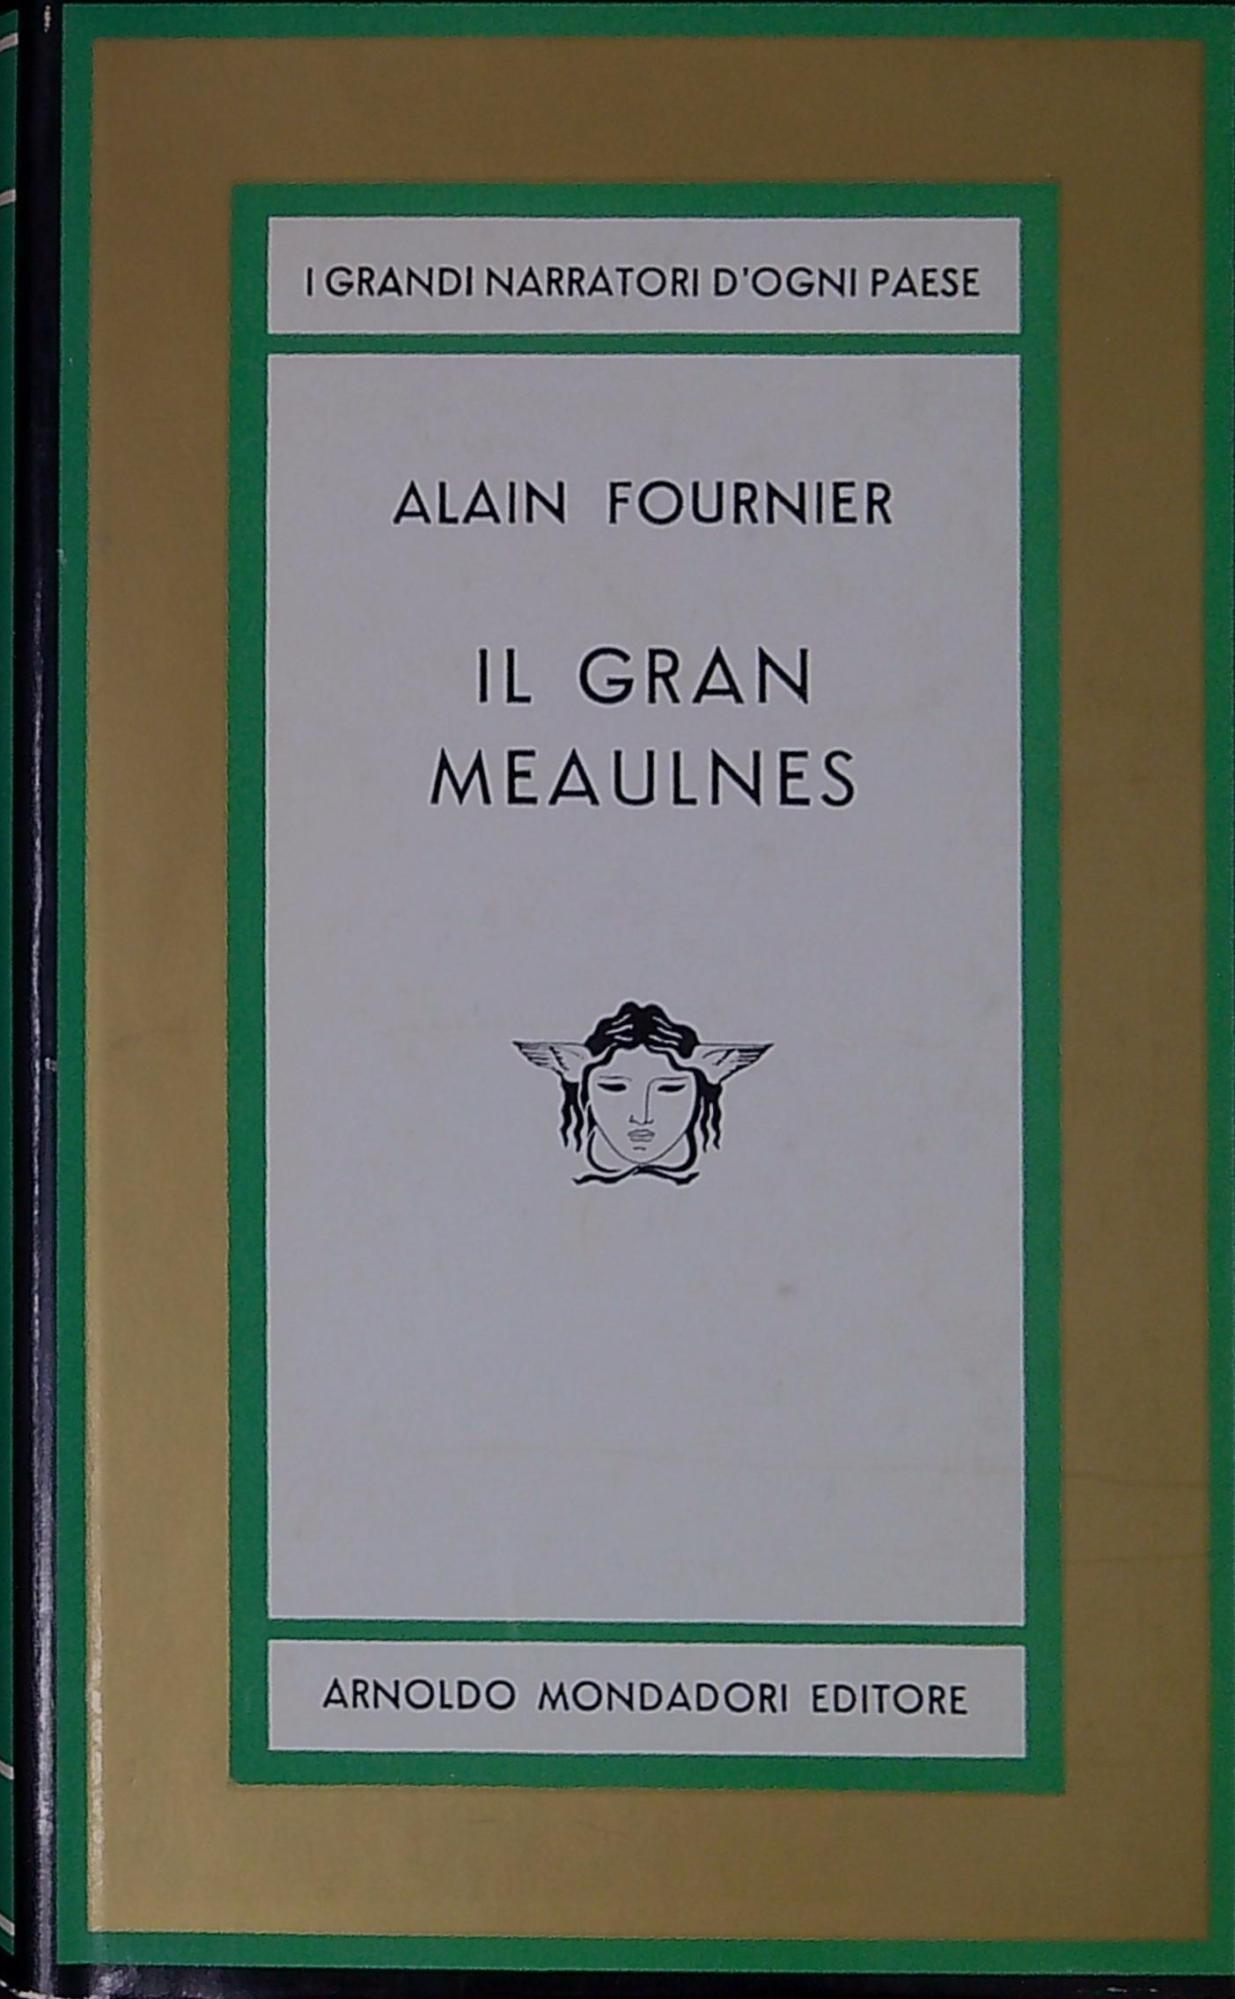 I GRANDI NARRATORI D'OGNI PAESE
ALAIN FOURNIER
IL GRAN
MEAULNES
ARNOLDO MONDADORI EDITORE